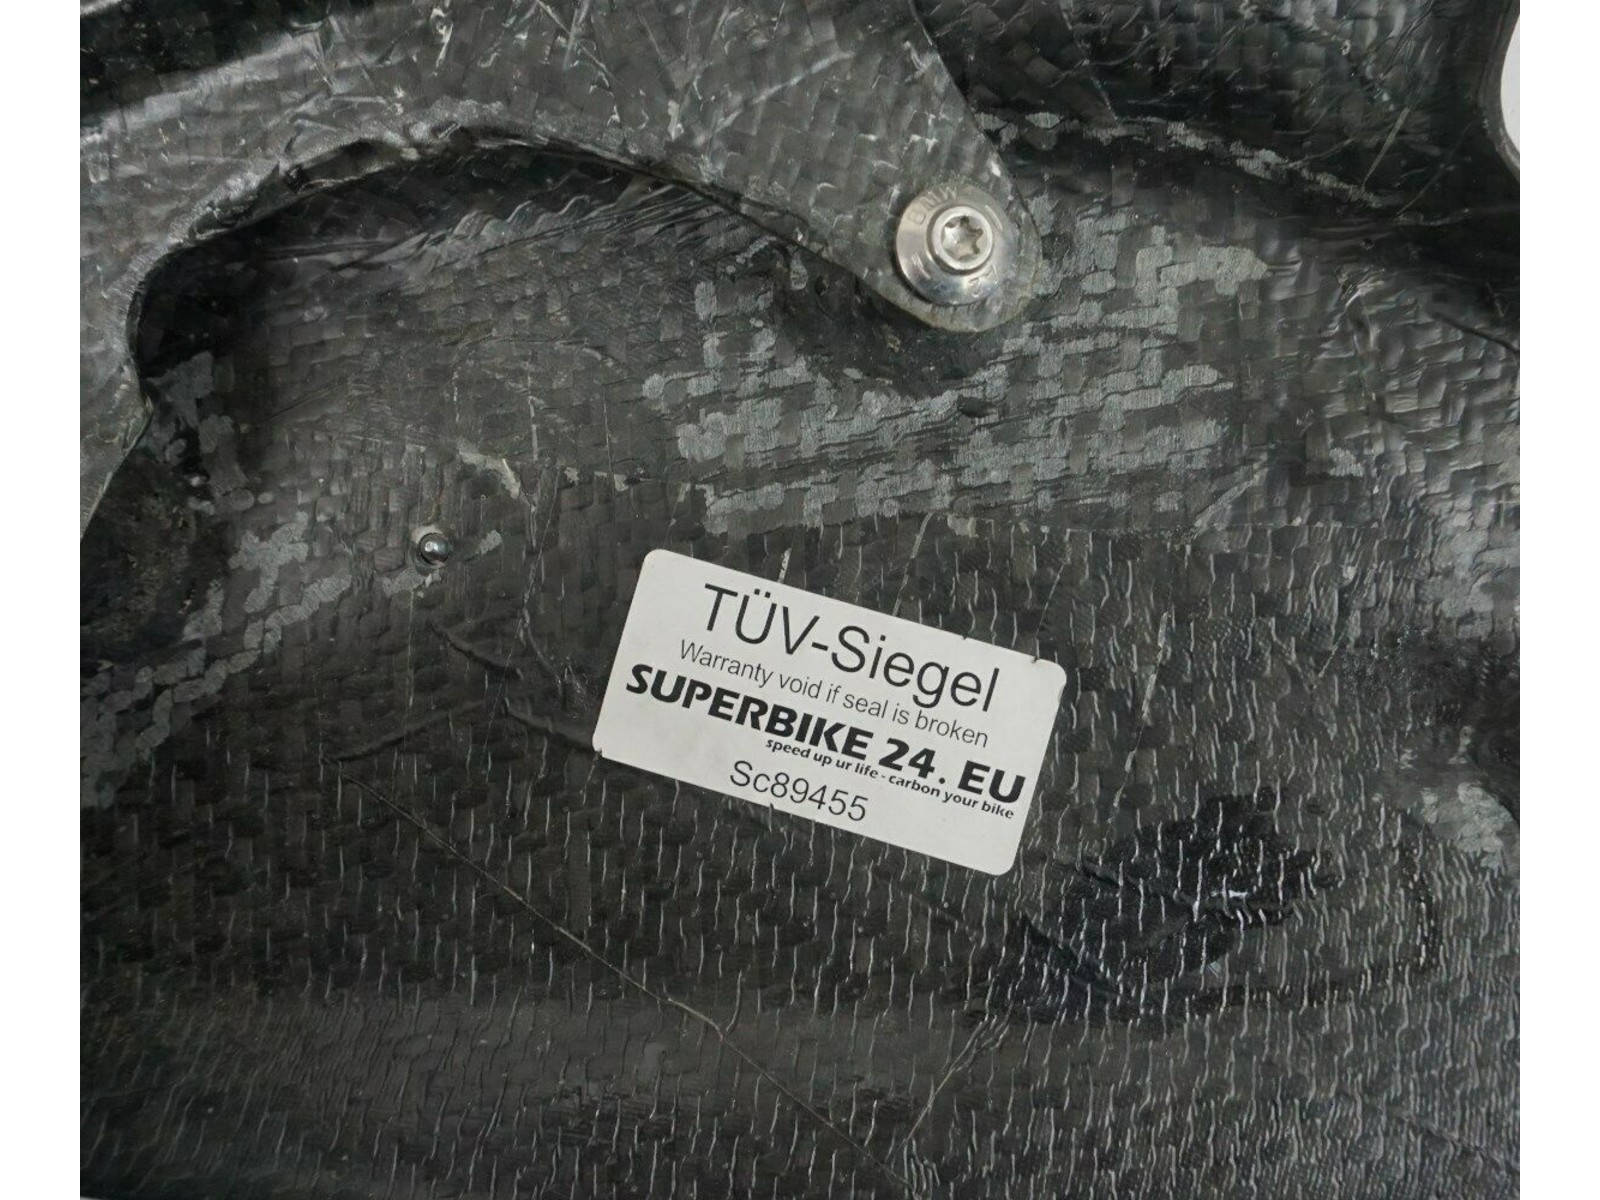 TÜV-Siegel
Warranty void if seal is broken
SUPERBIKE 24.EU
speed up ur life - carbon your bike
Sc89455